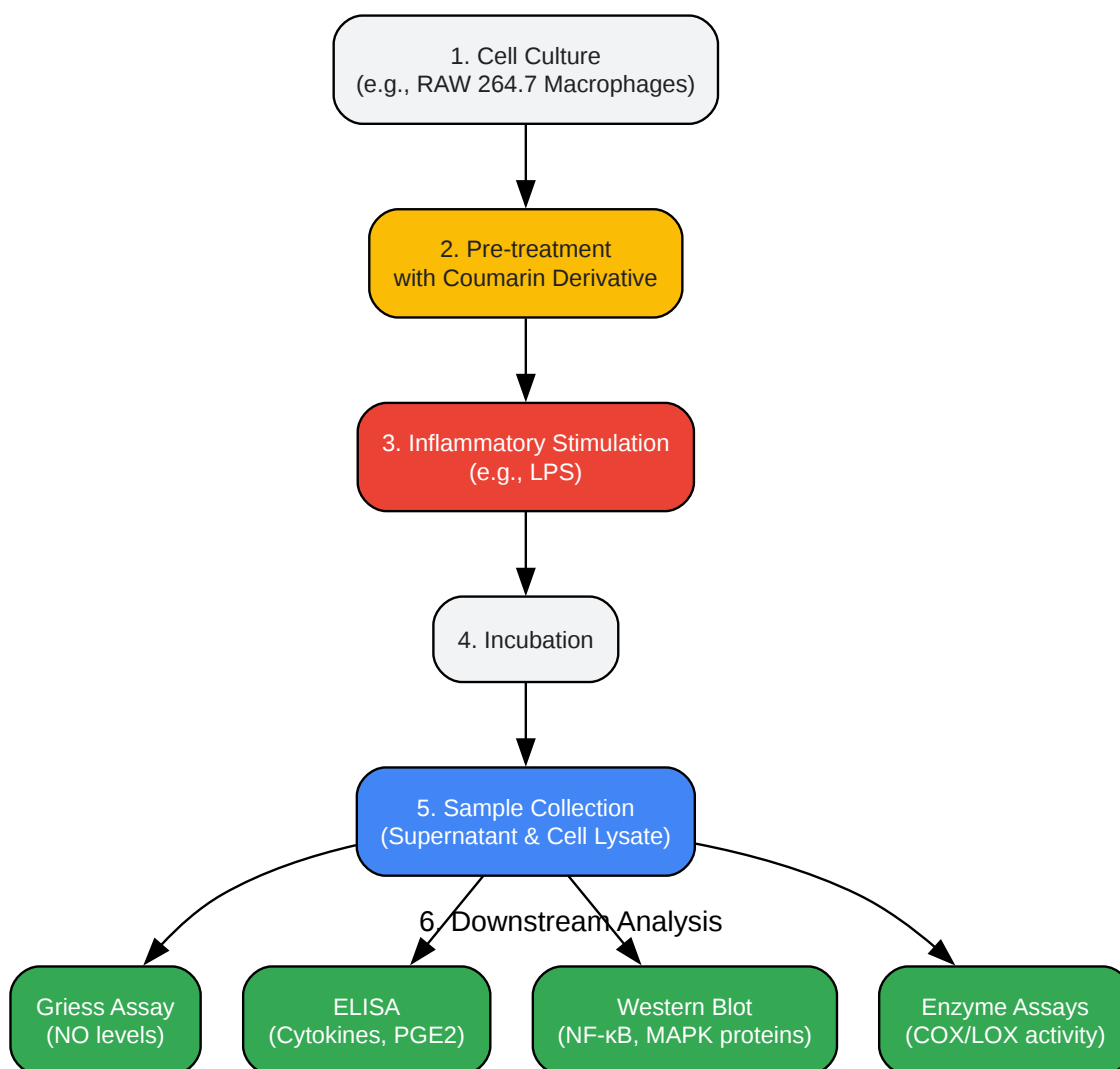 1. Cell Culture
(e.g., RAW 264.7 Macrophages)
2. Pre-treatment
with Coumarin Derivative
3. Inflammatory Stimulation
(e.g., LPS)
4. Incubation
5. Sample Collection
(Supernatant & Cell Lysate)
6. Downstream Analysis
Griess Assay
(NO levels)
ELISA
(Cytokines, PGE2)
Western Blot
(NF-κB, MAPK proteins)
Enzyme Assays
(COX/LOX activity)